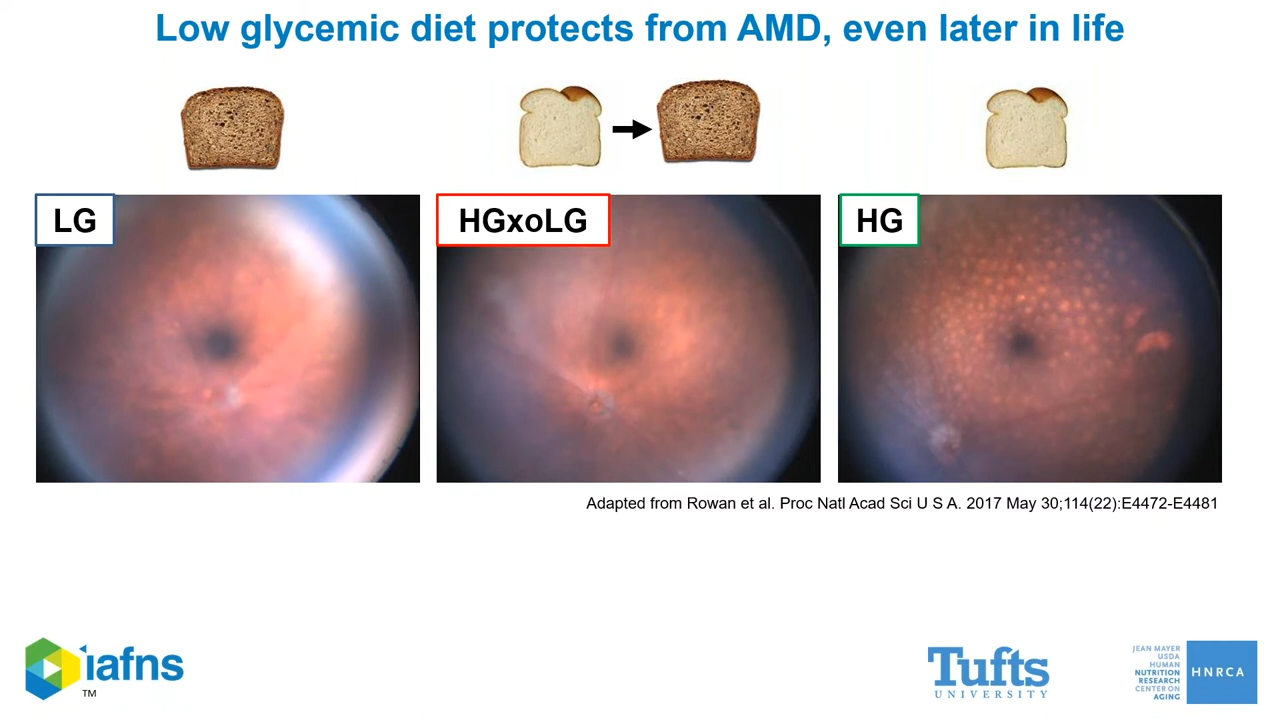 Low glycemic diet protects from AMD, even later in life
LG
HGxoLG
HG
Adapted from Rowan et al. Proc Natl Acad Sci U S A. 2017 May 30;114(22):E4472-E4481
iafns
TM
Tufts
UNIVERSITY
JEAN MAYER
USDA
HUMAN
NUTRITION
RESEARCH
CENTER ON
AGING
HNRCA